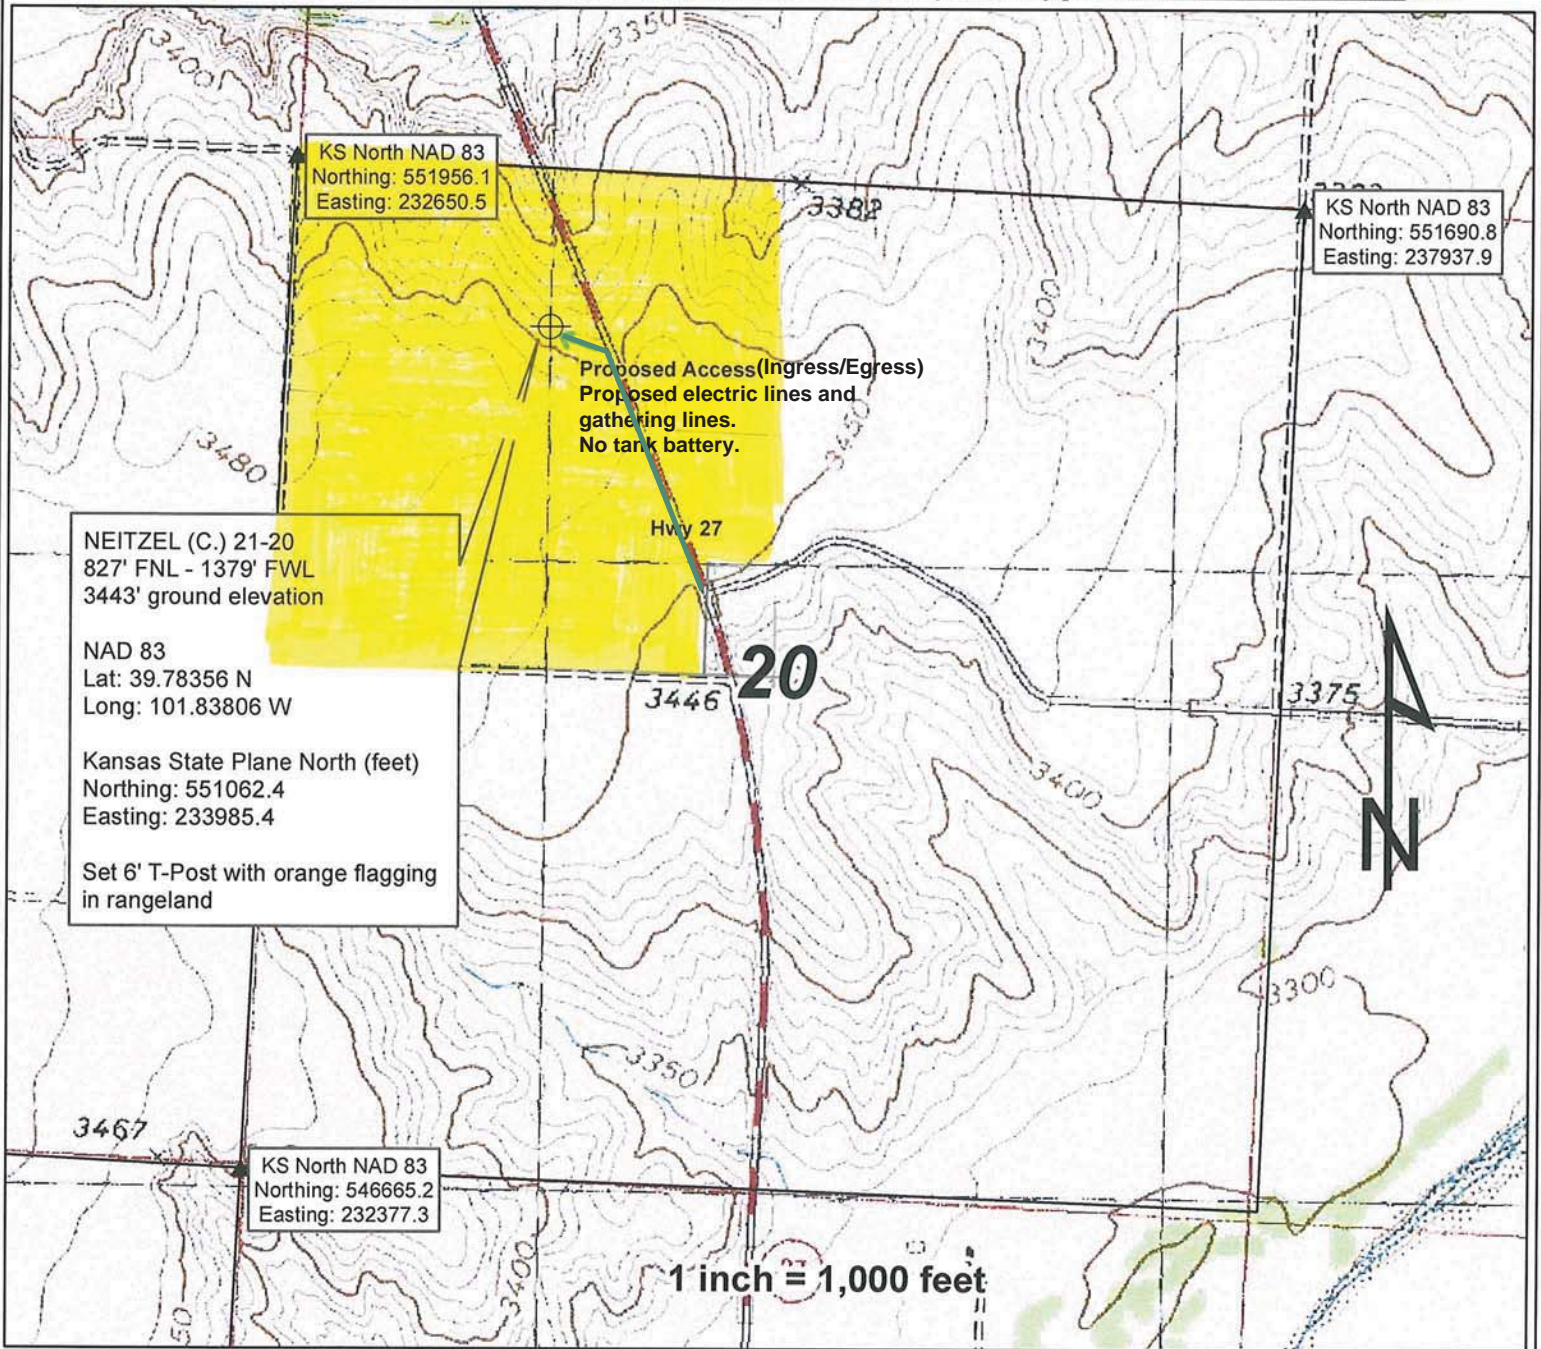 3350
3400
KS North NAD 83
Northing: 551956.1
Easting: 232650.5
3382
KS North NAD 83
Northing: 551690.8
Easting: 237937.9
3400
Proposed Access(Ingress/Egress)
Proposed electric lines and
gathering lines.
No tank battery.
3450
3480
Hwy 27
NEITZEL (C.) 21-20
827' FNL - 1379' FWL
3443' ground elevation
NAD 83
Lat: 39.78356 N
Long: 101.83806 W
Kansas State Plane North (feet)
Northing: 551062.4
Easting: 233985.4
Set 6' T-Post with orange flagging
in rangeland
20
3446
3375
3400
N
3300
3350
3467
KS North NAD 83
Northing: 546665.2
Easting: 232377.3
3400
50
27
1 inch = 1,000 feet